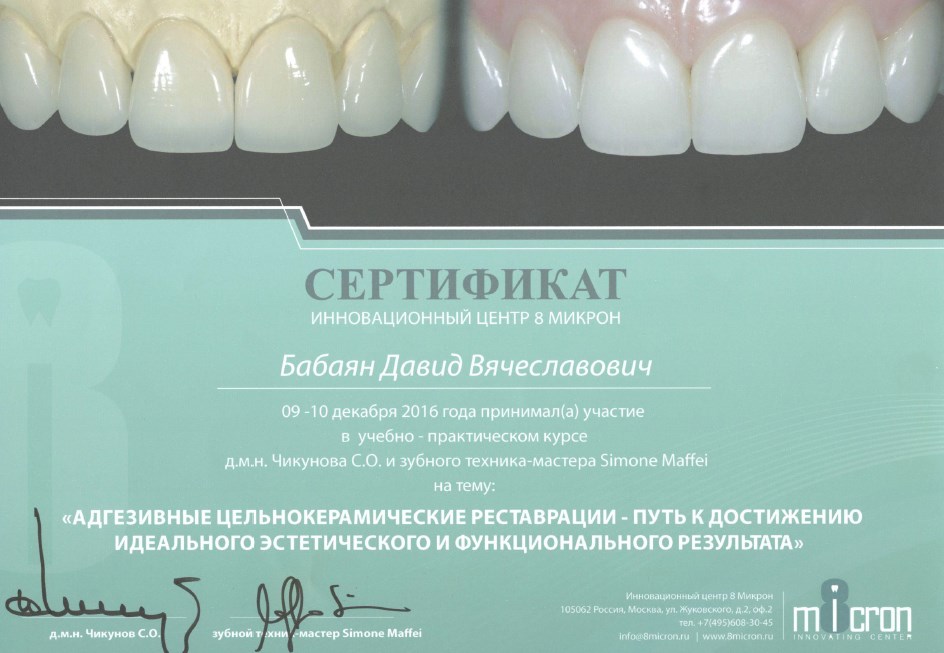 СЕРТИФИКАТ
ИННОВАЦИОННЫЙ ЦЕНТР 8 МИКРОН
Бабаян Давид Вячеславович
09 -10 декабря 2016 года принимал(а) участие
в учебно - практическом курсе
д.м.н. Чикунова С.О. и зубного техника-мастера Simone Maffei
на тему:
«АДГЕЗИВНЫЕ ЦЕЛЬНОКЕРАМИЧЕСКИЕ РЕСТАВРАЦИИ - ПУТЬ К ДОСТИЖЕНИЮ
ИДЕАЛЬНОГО ЭСТЕТИЧЕСКОГО И ФУНКЦИОНАЛЬНОГО РЕЗУЛЬТАТА»
д.м.н. Чикунов С.О.
зубной техник-мастер Simone Maffei
Инновационный центр 8 Микрон
105062 Россия, Москва, ул. Жуковского, д.2, оф.2
тел. +7(495)608-30-45
info@8micron.ru | www.8micron.ru
m8cron
INNOVATING CENTER